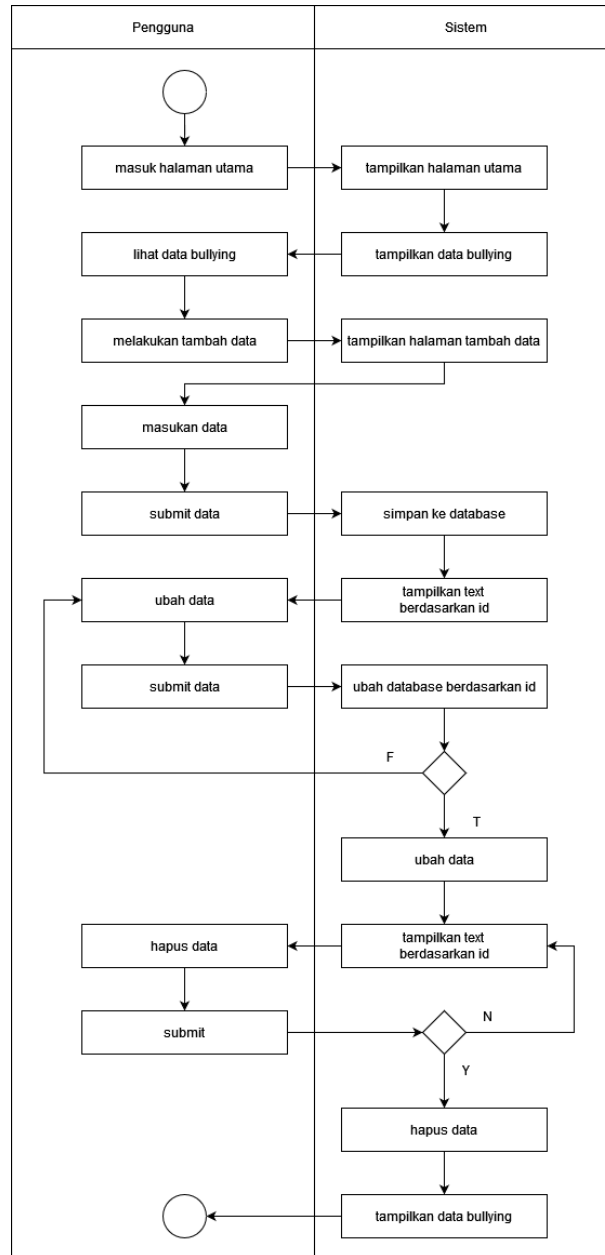 Pengguna
Sistem
masuk halaman utama
tampilkan halaman utama
lihat data bullying
tampilkan data bullying
melakukan tambah data
tampilkan halaman tambah data
masukan data
submit data
simpan ke database
ubah data
tampilkan text
berdasarkan id
submit data
ubah database berdasarkan id
F
T
ubah data
hapus data
tampilkan text
berdasarkan id
submit
N
Y
hapus data
tampilkan data bullying